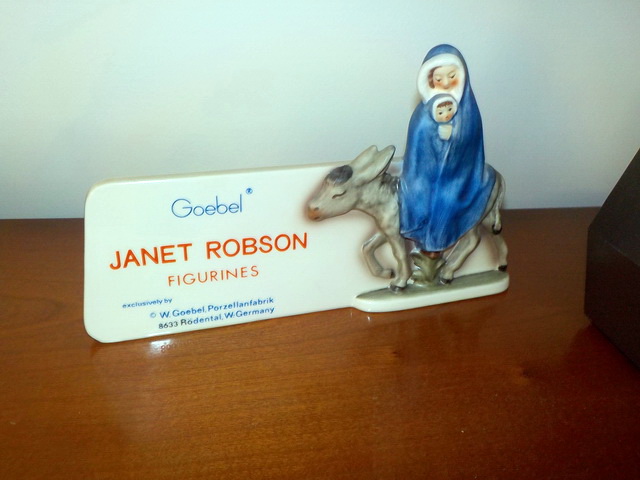 Goebel®
JANET ROBSON
FIGURINES
exclusively by
© W. Goebel, Porzellanfabrik
8633 Rödental, W. Germany